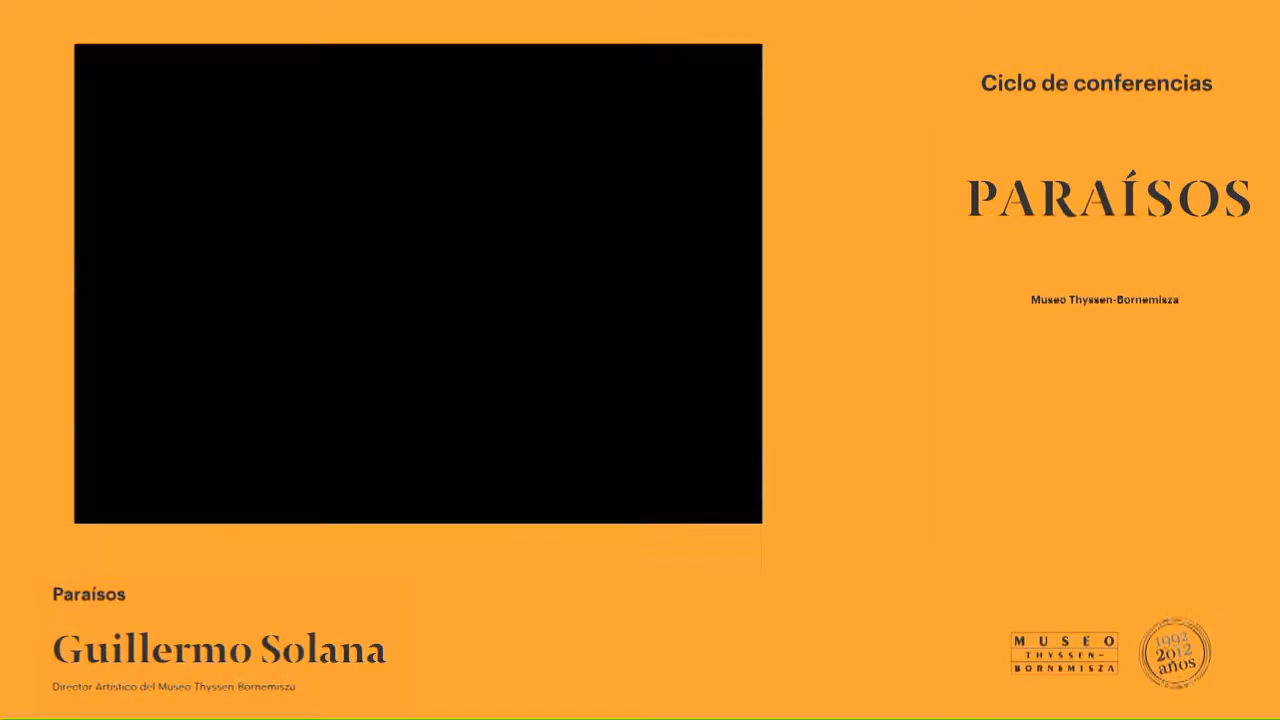 Ciclo de conferencias
PARAÍSOS
Museo Thyssen-Bornemisza
Paraísos
Guillermo Solana
Director Artístico del Museo Thyssen-Bornemisza
MUSEO
THYSSEN-
BORNEMISZA
1992
2012
años